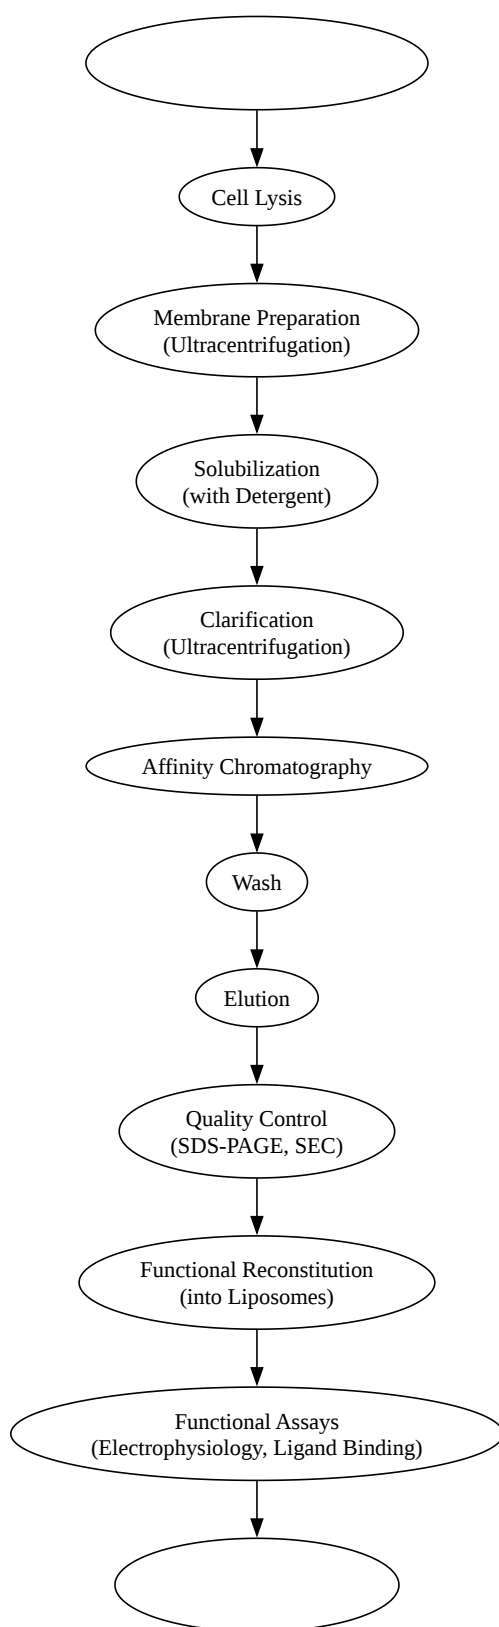 Cell Lysis
Membrane Preparation
(Ultracentrifugation)
Solubilization
(with Detergent)
Clarification
(Ultracentrifugation)
Affinity Chromatography
Wash
Elution
Quality Control
(SDS-PAGE, SEC)
Functional Reconstitution
(into Liposomes)
Functional Assays
(Electrophysiology, Ligand Binding)